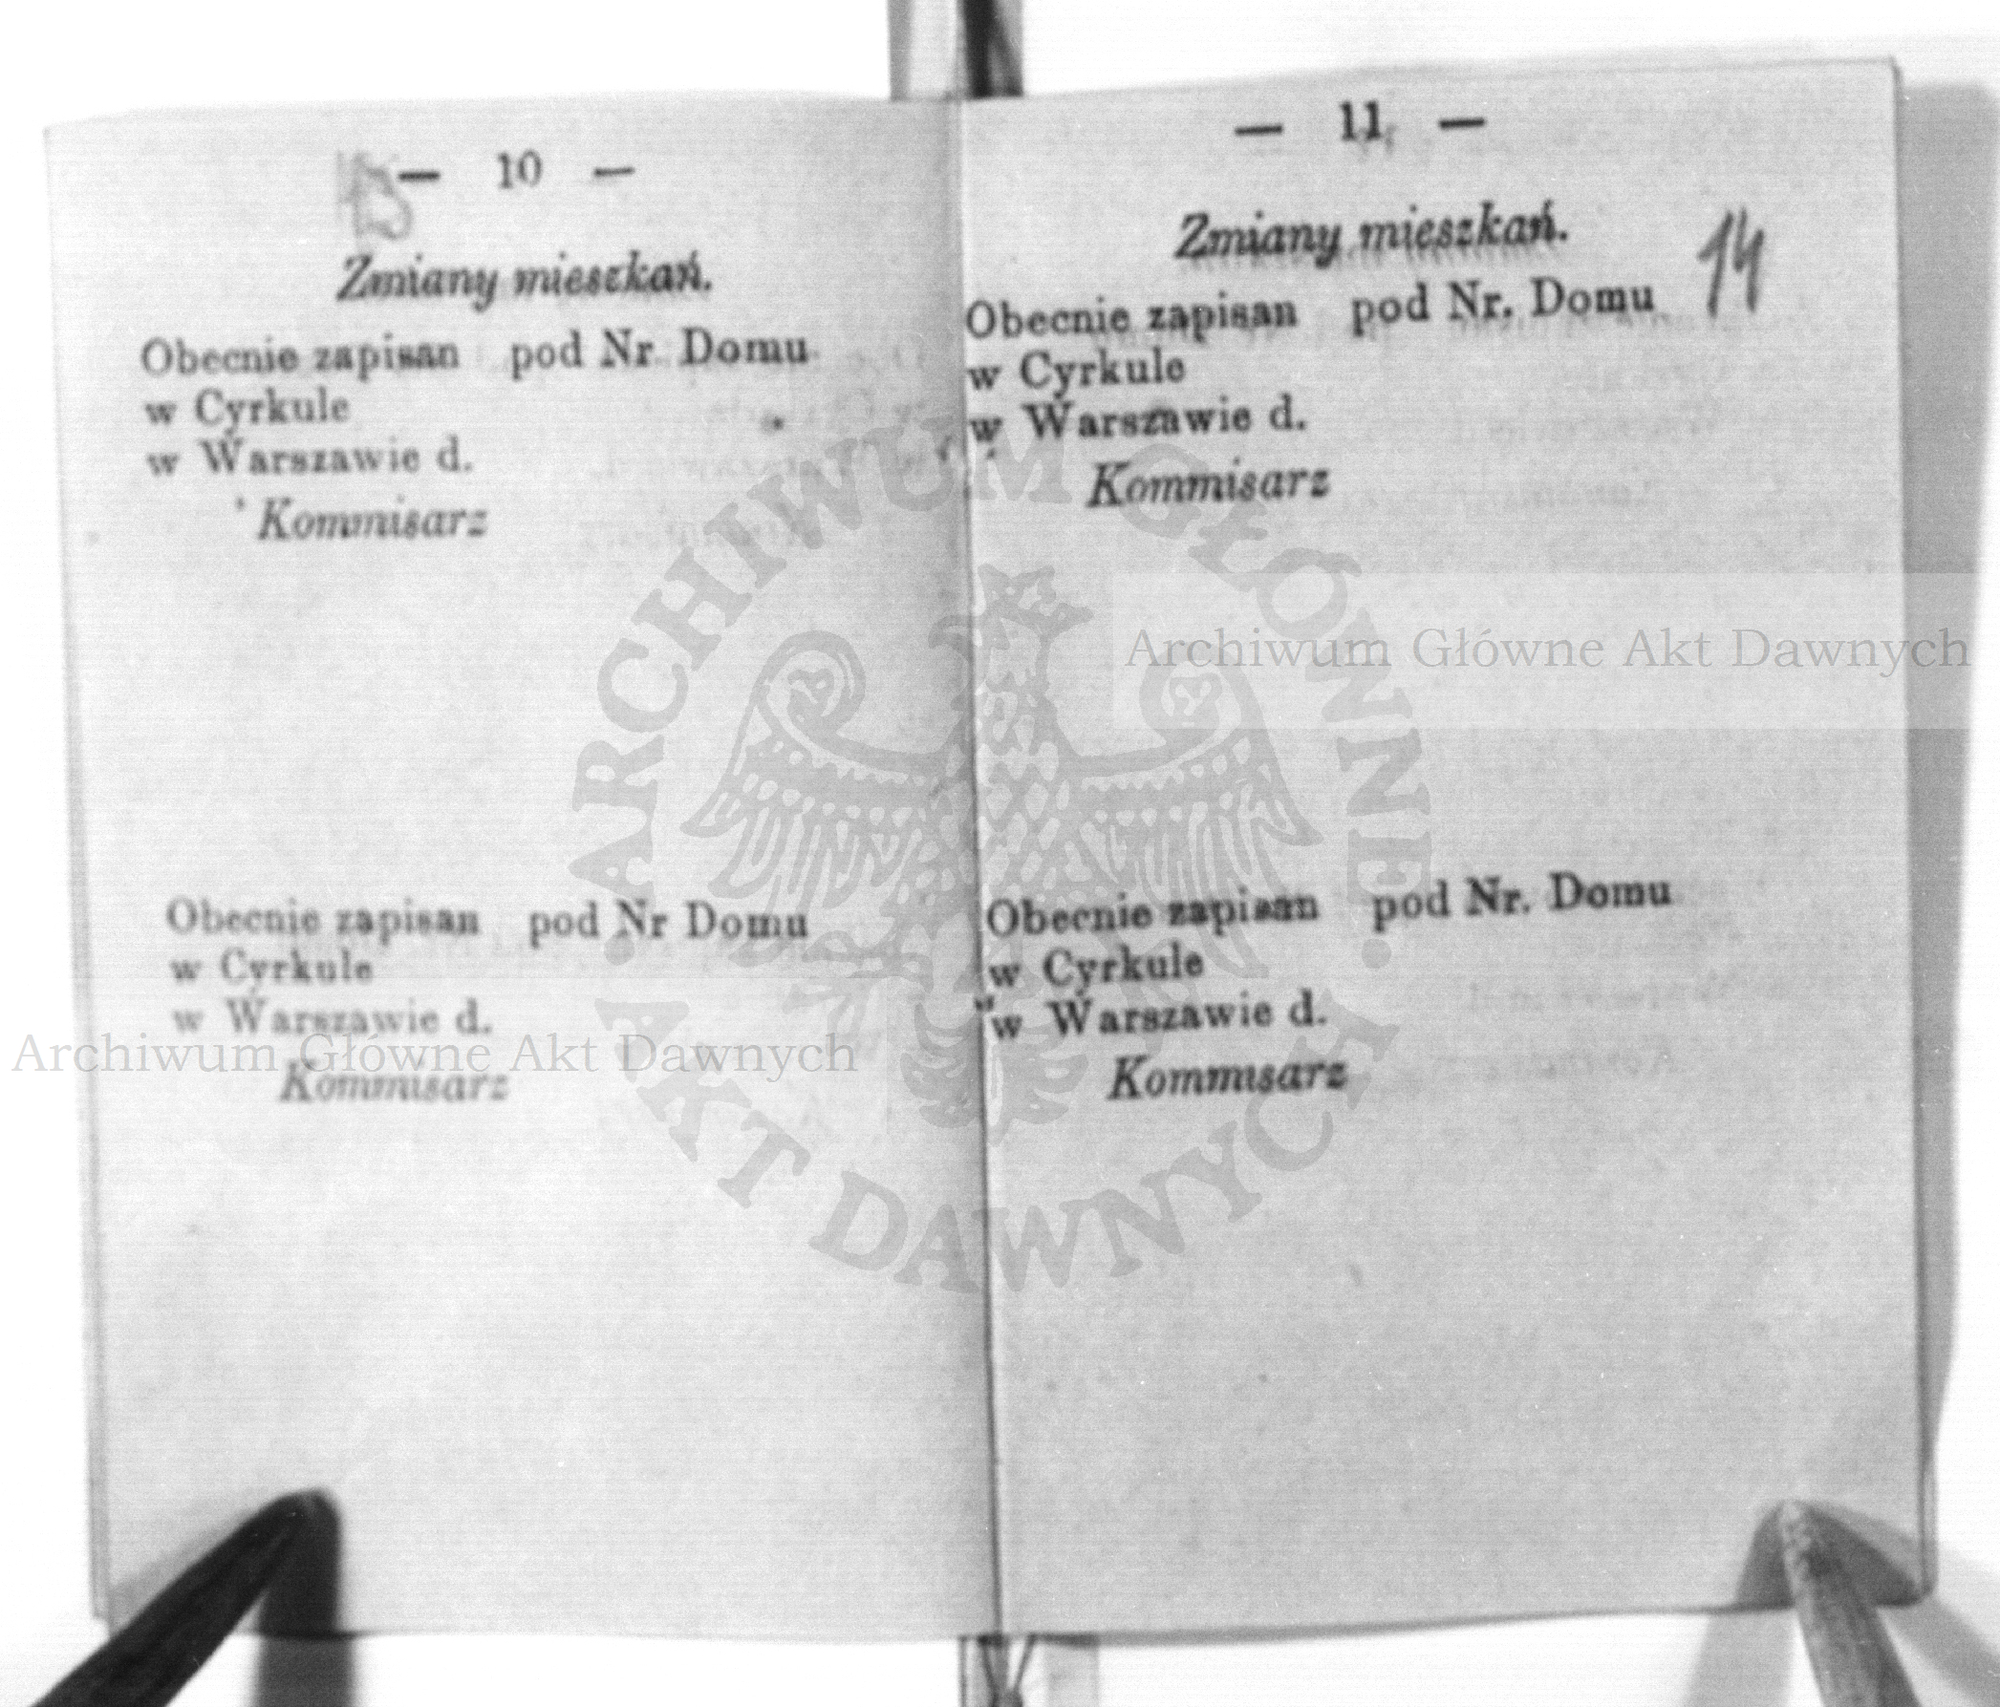 — 10 —
Zmiany mieszkań.
Obecnie zapisan pod Nr Domu
w Cyrkule
w Warszawie d.
Kommisarz
Obecnie zapisan pod Nr Domu
w Cyrkule
w Warszawie d.
Kommisarz
— 11 —
Zmiany mieszkań.
14
Obecnie zapisan pod Nr. Domu
w Cyrkule
w Warszawie d.
Kommisarz
Obecnie zapisan pod Nr. Domu
w Cyrkule
w Warszawie d.
Kommisarz
Archiwum Główne Akt Dawnych
Archiwum Główne Akt Dawnych
ARCHIWUM GŁÓWNE · AKT DAWNYCH ·